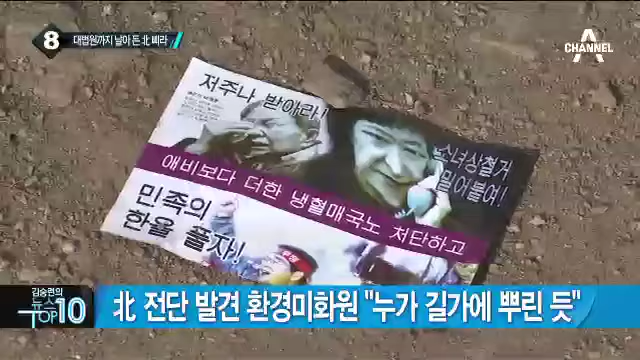 8 대법원까지 날아 든 北 삐라
CHANNEL A
저주나 받아라!
소녀상철거
밀어붙여!
애비보다 더한 냉혈매국노 처단하고
민족의
한을 풀자!
김승련의
뉴스
TOP10
北 전단 발견 환경미화원 "누가 길가에 뿌린 듯"